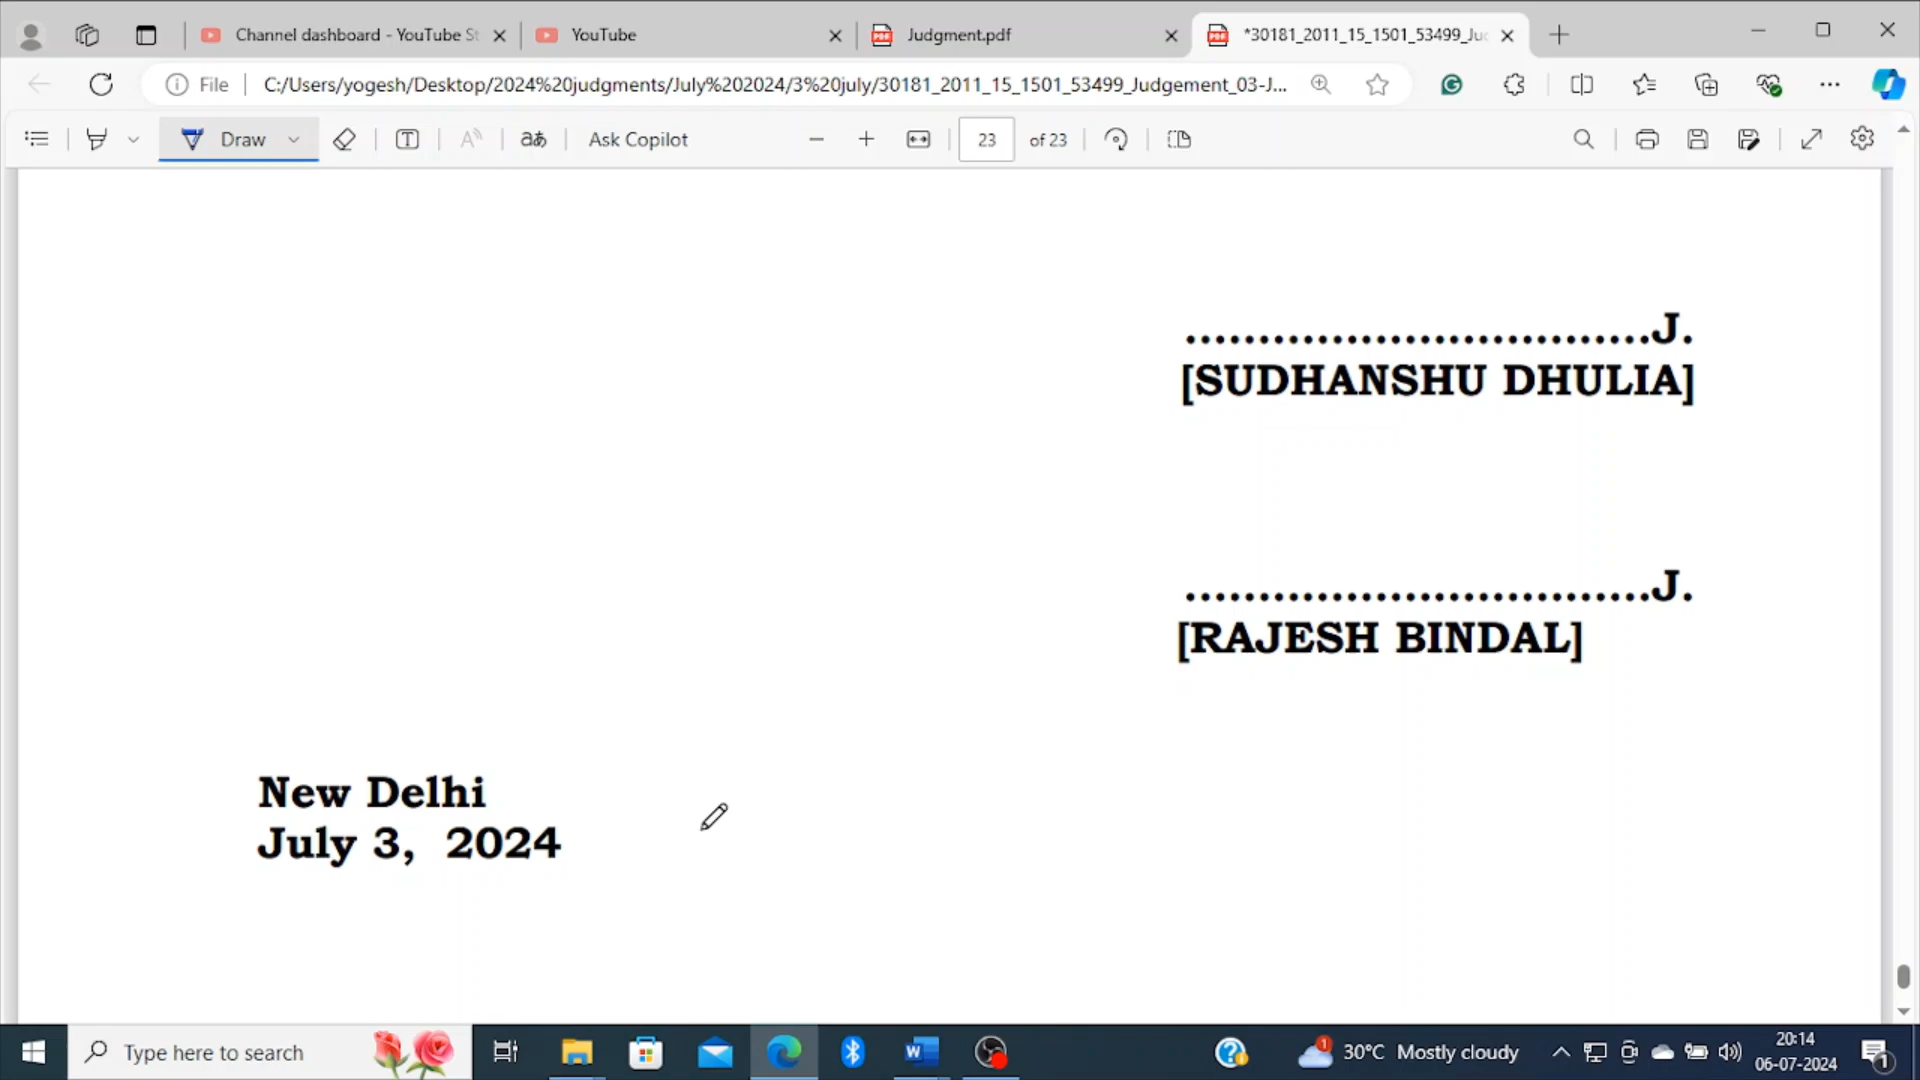 Channel dashboard - YouTube St
YouTube
Judgment.pdf
*30181_2011_15_1501_53499_Juc
File
C:/Users/yogesh/Desktop/2024%20judgments/July%202024/3%20july/30181_2011_15_1501_53499_Judgement_03-J...
Draw
Ask Copilot
23
of 23
..................................J.
[SUDHANSHU DHULIA]
..................................J.
[RAJESH BINDAL]
New Delhi
July 3, 2024
Type here to search
30°C Mostly cloudy
20:14
06-07-2024